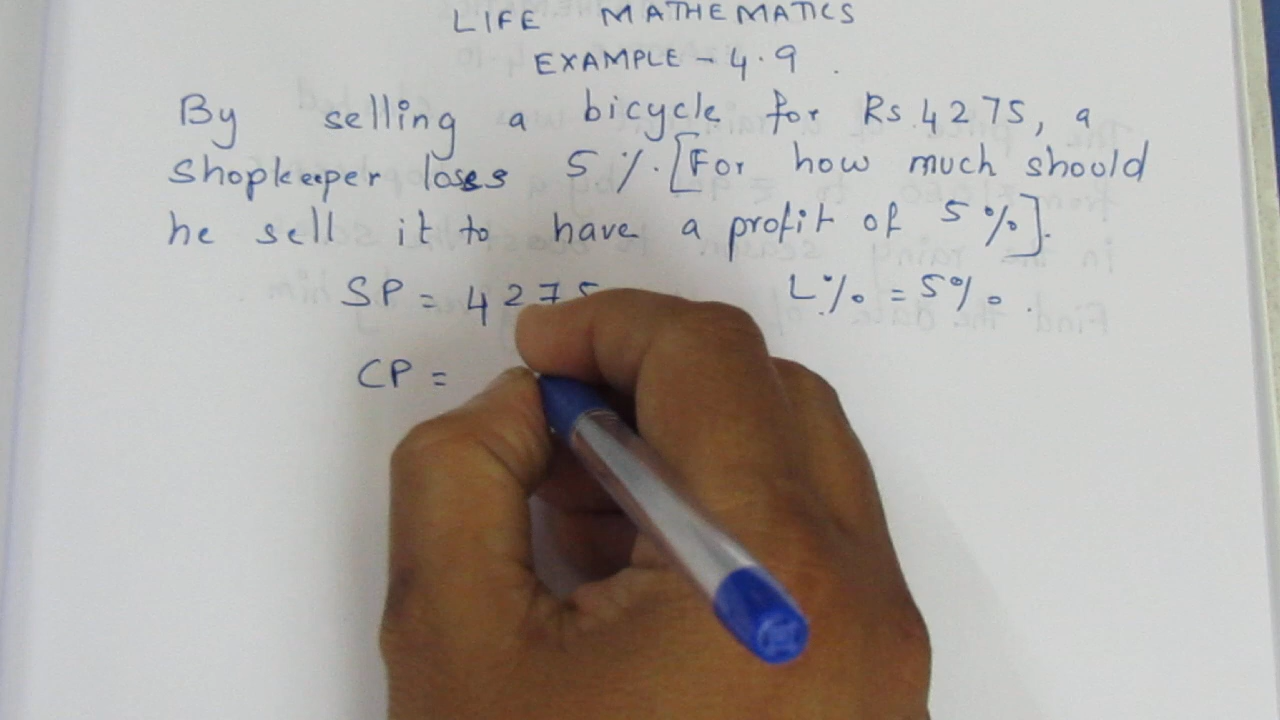 LIFE MATHEMATICS
EXAMPLE - 4.9.
By selling a bicycle for Rs.4275, a
shopkeeper loses 5%. [For how much should
he sell it to have a profit of 5%].
SP = 4275 L% = 5%.
CP =